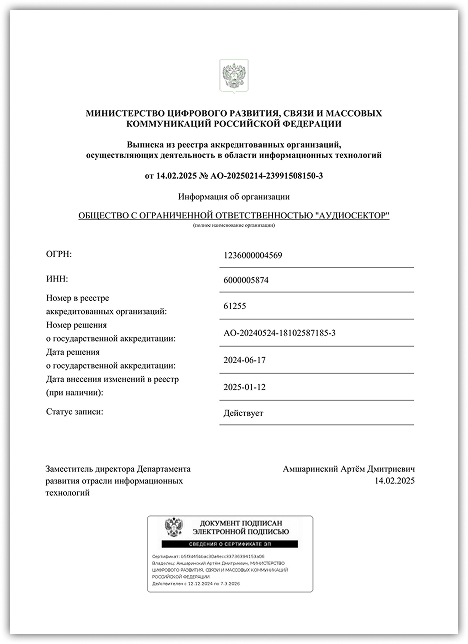 МИНИСТЕРСТВО ЦИФРОВОГО РАЗВИТИЯ, СВЯЗИ И МАССОВЫХ
КОММУНИКАЦИЙ РОССИЙСКОЙ ФЕДЕРАЦИИ
Выписка из реестра аккредитованных организаций,
осуществляющих деятельность в области информационных технологий
от 14.02.2025 № АО-20250214-23991508150-3
Информация об организации
ОБЩЕСТВО С ОГРАНИЧЕННОЙ ОТВЕТСТВЕННОСТЬЮ "АУДИОСЕКТОР"
(полное наименование организации)
ОГРН: 1236000004569
ИНН: 6000005874
Номер в реестре
аккредитованных организаций: 61255
Номер решения
о государственной аккредитации: АО-20240524-18102587185-3
Дата решения
о государственной аккредитации: 2024-06-17
Дата внесения изменений в реестр
(при наличии): 2025-01-12
Статус записи: Действует
Заместитель директора Департамента
развития отрасли информационных
технологий
Амшаринский Артём Дмитриевич
14.02.2025
ДОКУМЕНТ ПОДПИСАН
ЭЛЕКТРОННОЙ ПОДПИСЬЮ
СВЕДЕНИЯ О СЕРТИФИКАТЕ ЭП
Сертификат:
Владелец: Амшаринский Артём Дмитриевич, МИНИСТЕРСТВО
ЦИФРОВОГО РАЗВИТИЯ, СВЯЗИ И МАССОВЫХ КОММУНИКАЦИЙ
РОССИЙСКОЙ ФЕДЕРАЦИИ
Действителен с 12.12.2024 по 7.3.2026